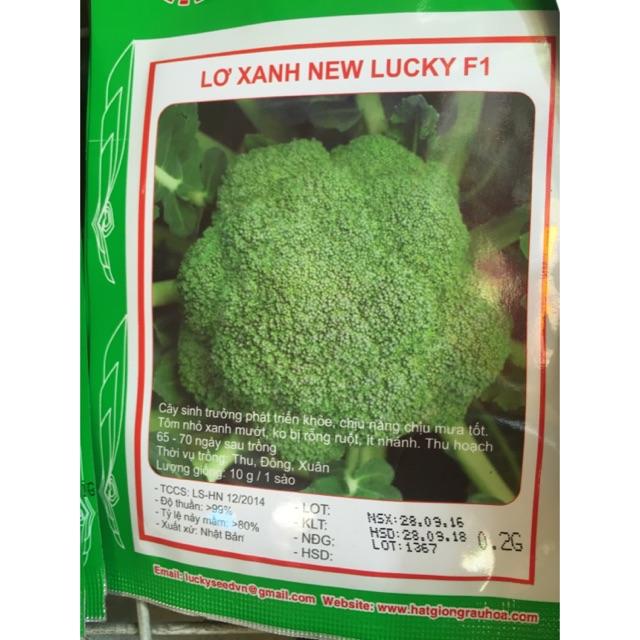 LƠ XANH NEW LUCKY F1
Cây sinh trưởng phát triển khỏe, chịu nắng chịu mưa tốt.
Tôm nhỏ xanh mướt, ko bị rỗng ruột, ít nhánh. Thu hoạch
65 - 70 ngày sau trồng
Thời vụ trồng: Thu, Đông, Xuân
Lượng giống: 10 g / 1 sào
- TCCS: LS-HN 12/2014
- Độ thuần: >99%
- Tỷ lệ nảy mầm: >80%
- Xuất xứ: Nhật Bản
- LOT:
- KLT:
- NĐG:
- HSD:
NSX:28.09.16
HSD:28.09.18
LOT:1367
0.2G
Email: luckyseedvn@gmail.com Website: www.hatgiongrauhoa.com